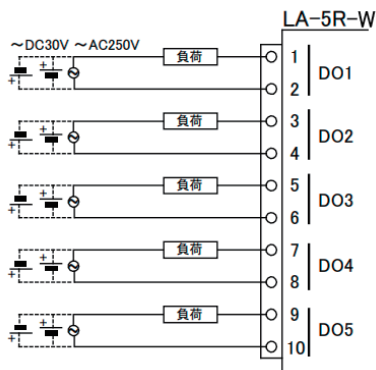 LA-5R-W
～DC30V ～AC250V
負荷 1
2
DO1
+ +
負荷 3
4
DO2
+ +
負荷 5
6
DO3
+ +
負荷 7
8
DO4
+ +
負荷 9
10
DO5
+ +